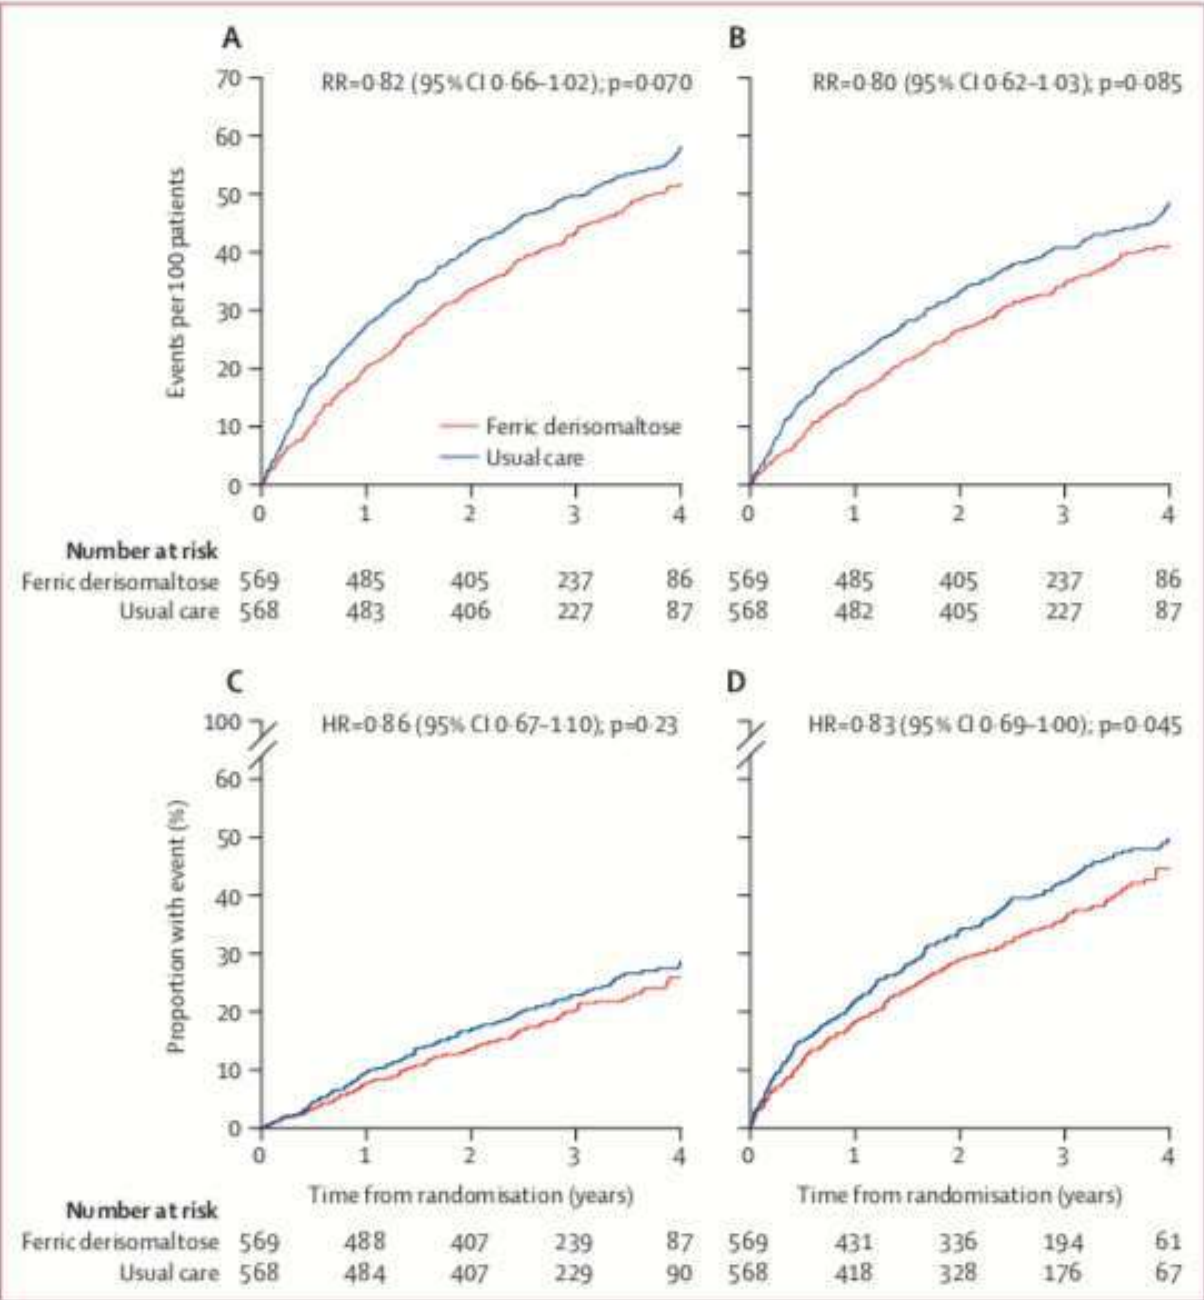 A
B
RR=0·82 (95% CI 0·66–1·02); p=0·070
RR=0·80 (95% CI 0·62–1·03); p=0·085
Events per 100 patients
70
60
50
40
30
20
10
0
Ferric derisomaltose
Usual care
0 1 2 3 4
0 1 2 3 4
Number at risk
Ferric derisomaltose 569 485 405 237 86 569 485 405 237 86
Usual care 568 483 406 227 87 568 482 405 227 87
C
D
HR=0·86 (95% CI 0·67–1·10); p=0·23
HR=0·83 (95% CI 0·69–1·00); p=0·045
Proportion with event (%)
100
60
50
40
30
20
10
0
0 1 2 3 4
0 1 2 3 4
Time from randomisation (years)
Time from randomisation (years)
Number at risk
Ferric derisomaltose 569 488 407 239 87 569 431 336 194 61
Usual care 568 484 407 229 90 568 418 328 176 67